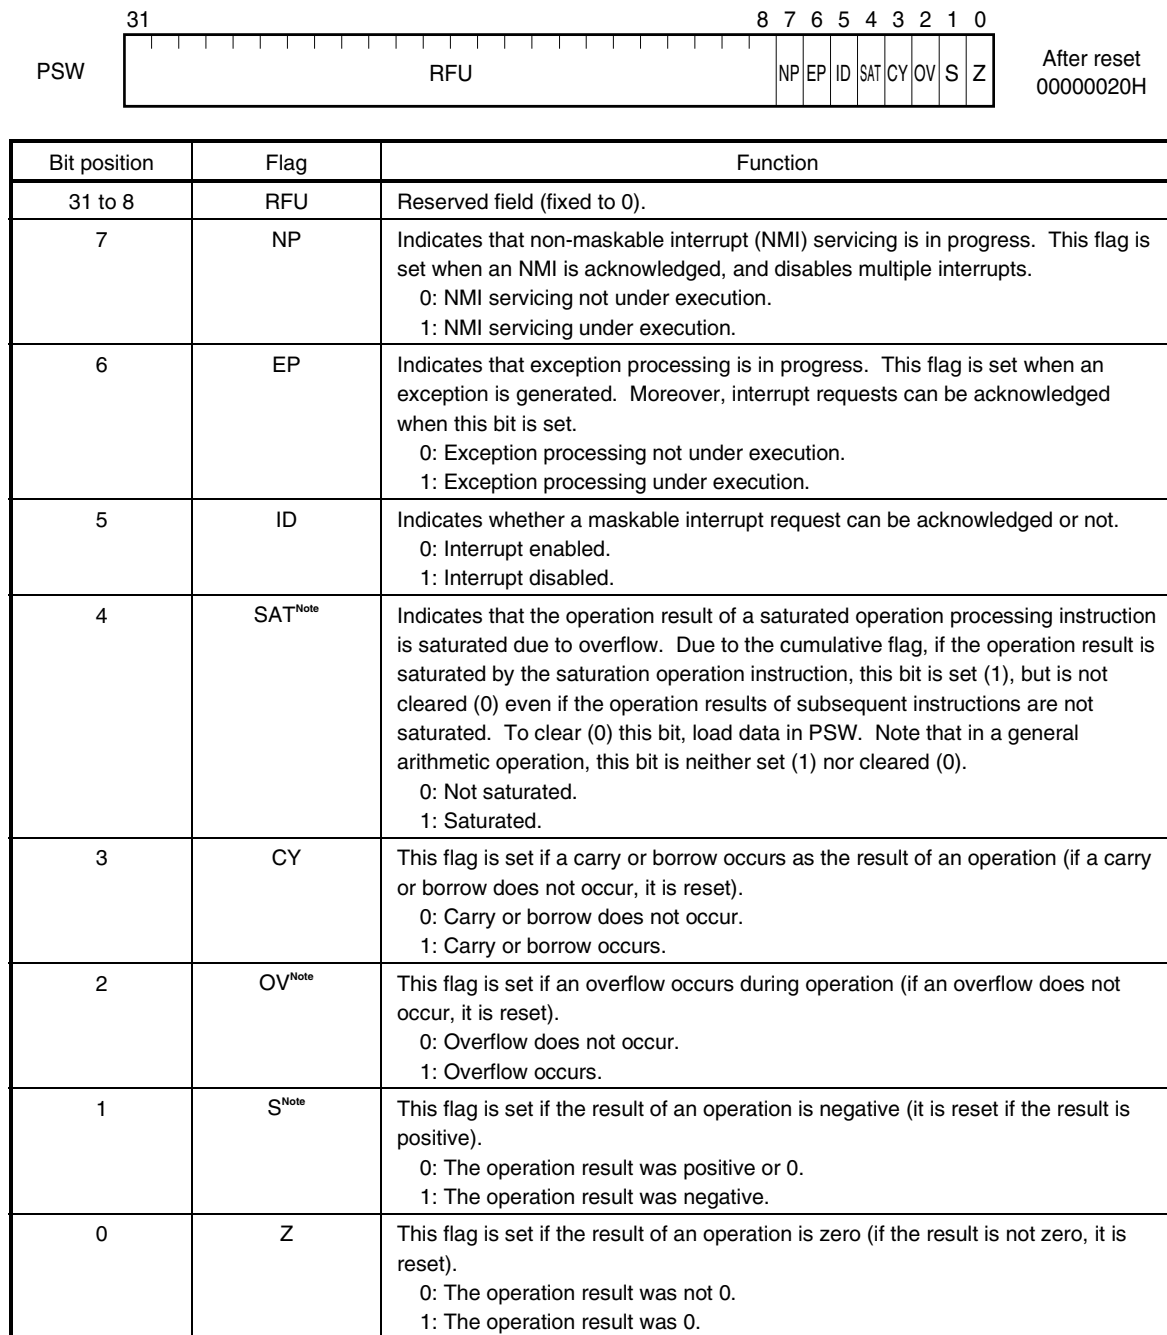 31 8 7 6 5 4 3 2 1 0
PSW RFU NP EP ID SAT CY OV S Z After reset
00000020H
Bit position Flag Function
31 to 8 RFU Reserved field (fixed to 0).
7 NP Indicates that non-maskable interrupt (NMI) servicing is in progress. This flag is
set when an NMI is acknowledged, and disables multiple interrupts.
0: NMI servicing not under execution.
1: NMI servicing under execution.
6 EP Indicates that exception processing is in progress. This flag is set when an
exception is generated. Moreover, interrupt requests can be acknowledged
when this bit is set.
0: Exception processing not under execution.
1: Exception processing under execution.
5 ID Indicates whether a maskable interrupt request can be acknowledged or not.
0: Interrupt enabled.
1: Interrupt disabled.
4 SATNote Indicates that the operation result of a saturated operation processing instruction
is saturated due to overflow. Due to the cumulative flag, if the operation result is
saturated by the saturation operation instruction, this bit is set (1), but is not
cleared (0) even if the operation results of subsequent instructions are not
saturated. To clear (0) this bit, load data in PSW. Note that in a general
arithmetic operation, this bit is neither set (1) nor cleared (0).
0: Not saturated.
1: Saturated.
3 CY This flag is set if a carry or borrow occurs as the result of an operation (if a carry
or borrow does not occur, it is reset).
0: Carry or borrow does not occur.
1: Carry or borrow occurs.
2 OVNote This flag is set if an overflow occurs during operation (if an overflow does not
occur, it is reset).
0: Overflow does not occur.
1: Overflow occurs.
1 SNote This flag is set if the result of an operation is negative (it is reset if the result is
positive).
0: The operation result was positive or 0.
1: The operation result was negative.
0 Z This flag is set if the result of an operation is zero (if the result is not zero, it is
reset).
0: The operation result was not 0.
1: The operation result was 0.